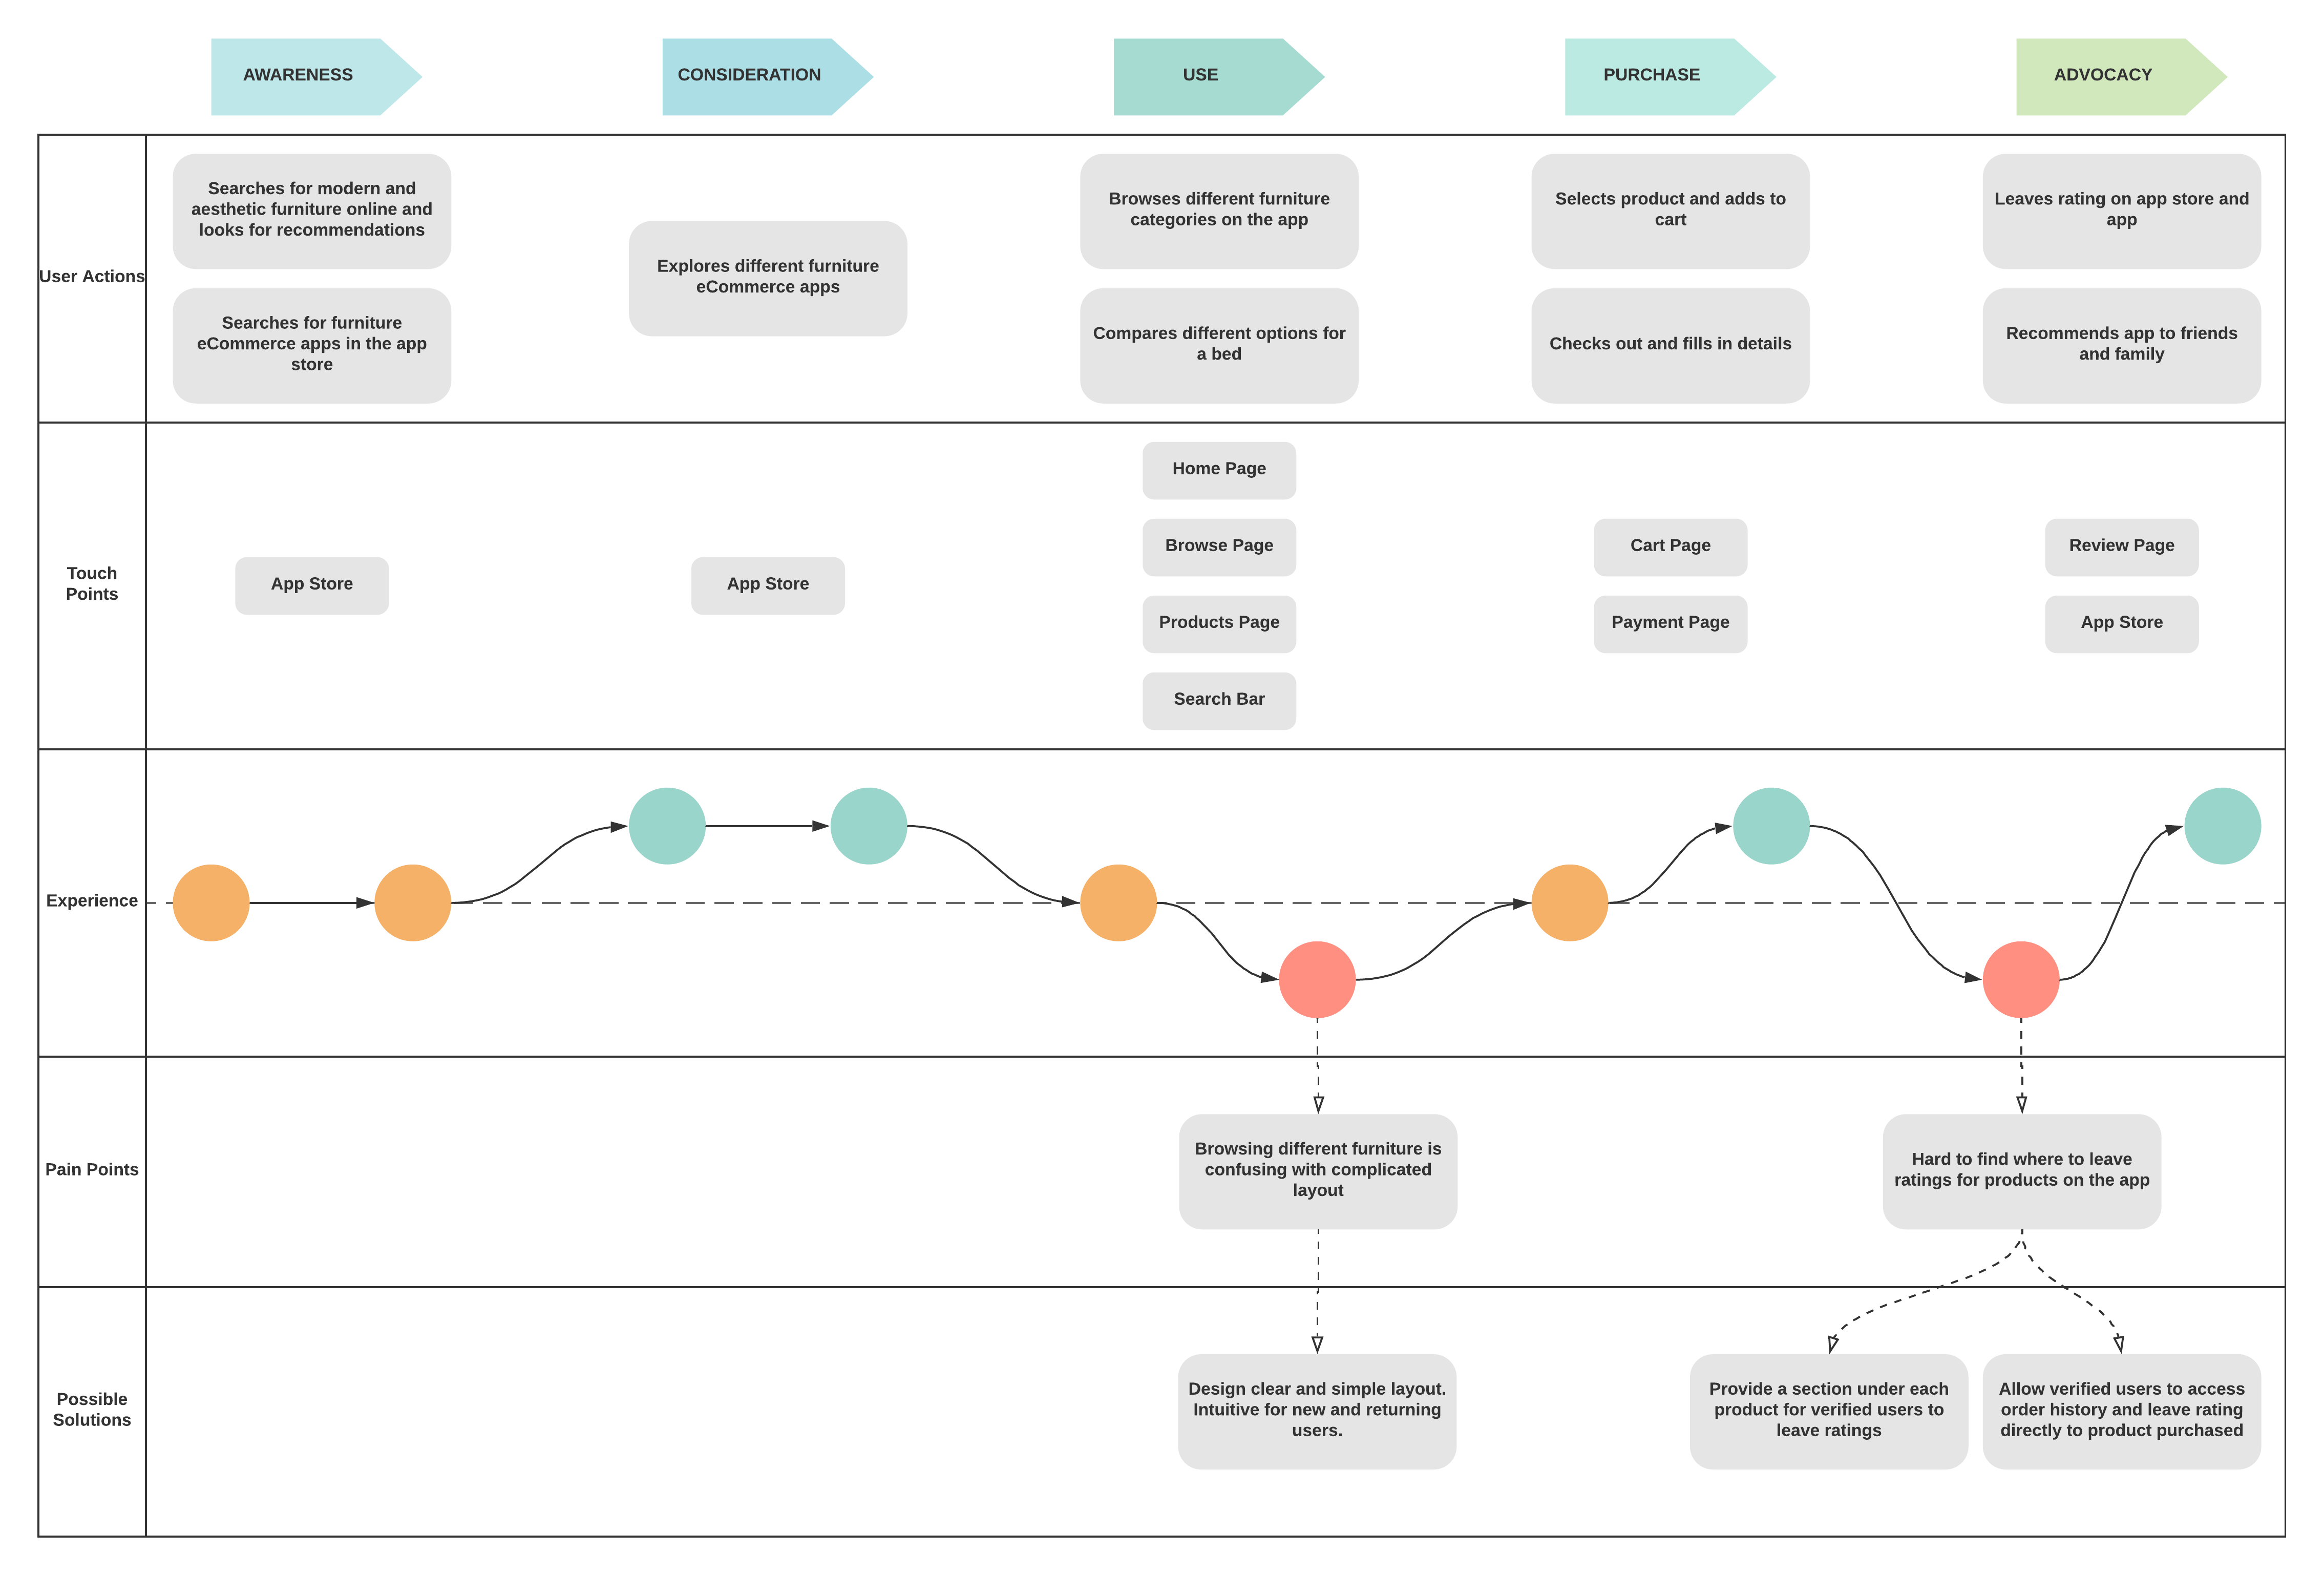 AWARENESS
CONSIDERATION
USE
PURCHASE
ADVOCACY
User Actions
Searches for modern and
aesthetic furniture online and
looks for recommendations
Searches for furniture
eCommerce apps in the app
store
Explores different furniture
eCommerce apps
Browses different furniture
categories on the app
Compares different options for
a bed
Selects product and adds to
cart
Checks out and fills in details
Leaves rating on app store and
app
Recommends app to friends
and family
Touch
Points
App Store
App Store
Home Page
Browse Page
Products Page
Search Bar
Cart Page
Payment Page
Review Page
App Store
Experience
Pain Points
Browsing different furniture is
confusing with complicated
layout
Hard to find where to leave
ratings for products on the app
Possible
Solutions
Design clear and simple layout.
Intuitive for new and returning
users.
Provide a section under each
product for verified users to
leave ratings
Allow verified users to access
order history and leave rating
directly to product purchased